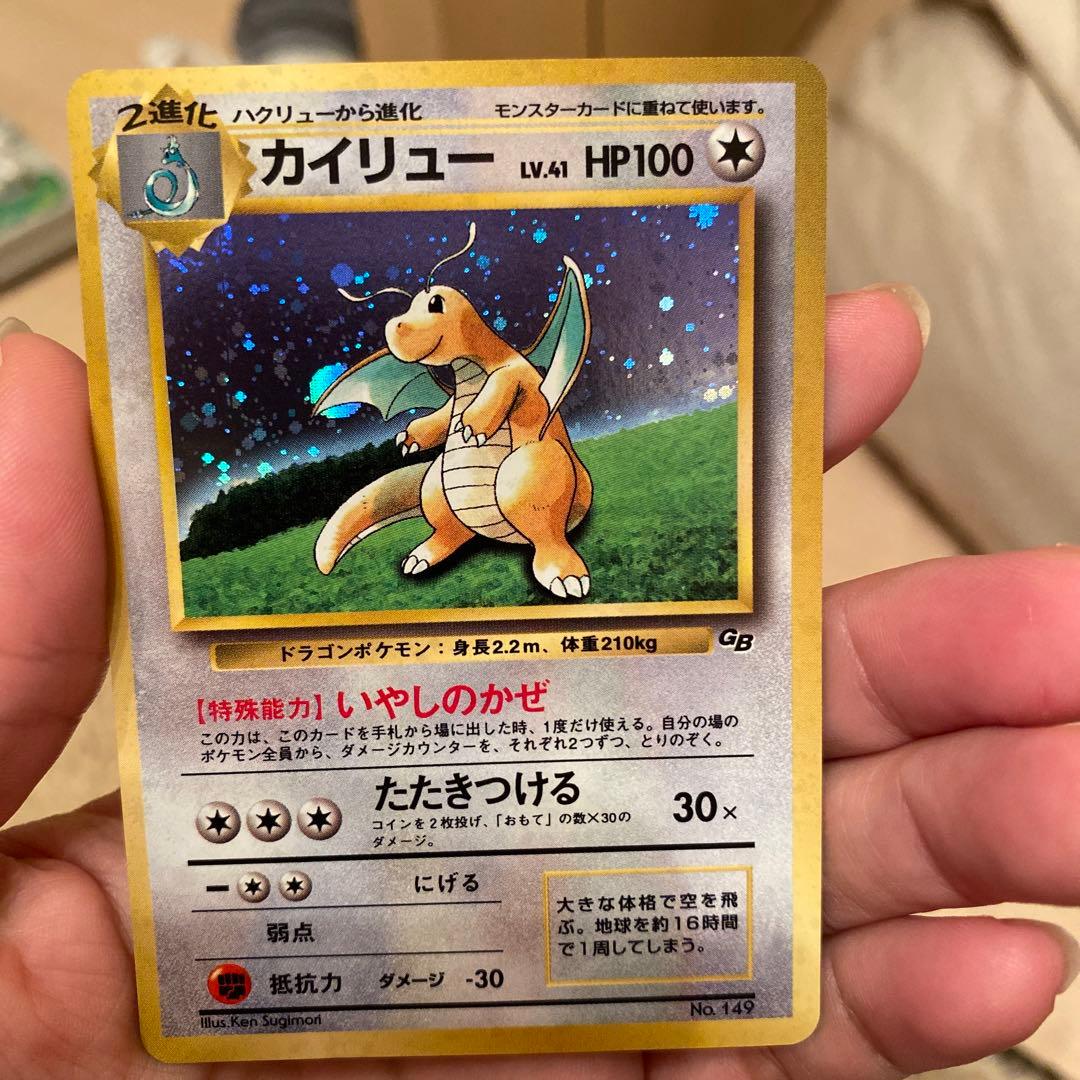 2進化 ハクリューから進化 モンスターカードに重ねて使います。
カイリュー LV.41 HP100
ドラゴンポケモン：身長2.2m、体重210kg
GB
【特殊能力】いやしのかぜ
この力は、このカードを手札から場に出した時、1度だけ使える。自分の場の
ポケモン全員から、ダメージカウンターを、それぞれ2つずつ、とりのぞく。
たたきつける 30×
コインを2枚投げ、「おもて」の数×30の
ダメージ。
ー にげる
弱点
抵抗力 ダメージ -30
大きな体格で空を飛
ぶ。地球を約16時間
で1周してしまう。
Illus.Ken Sugimori
No. 149